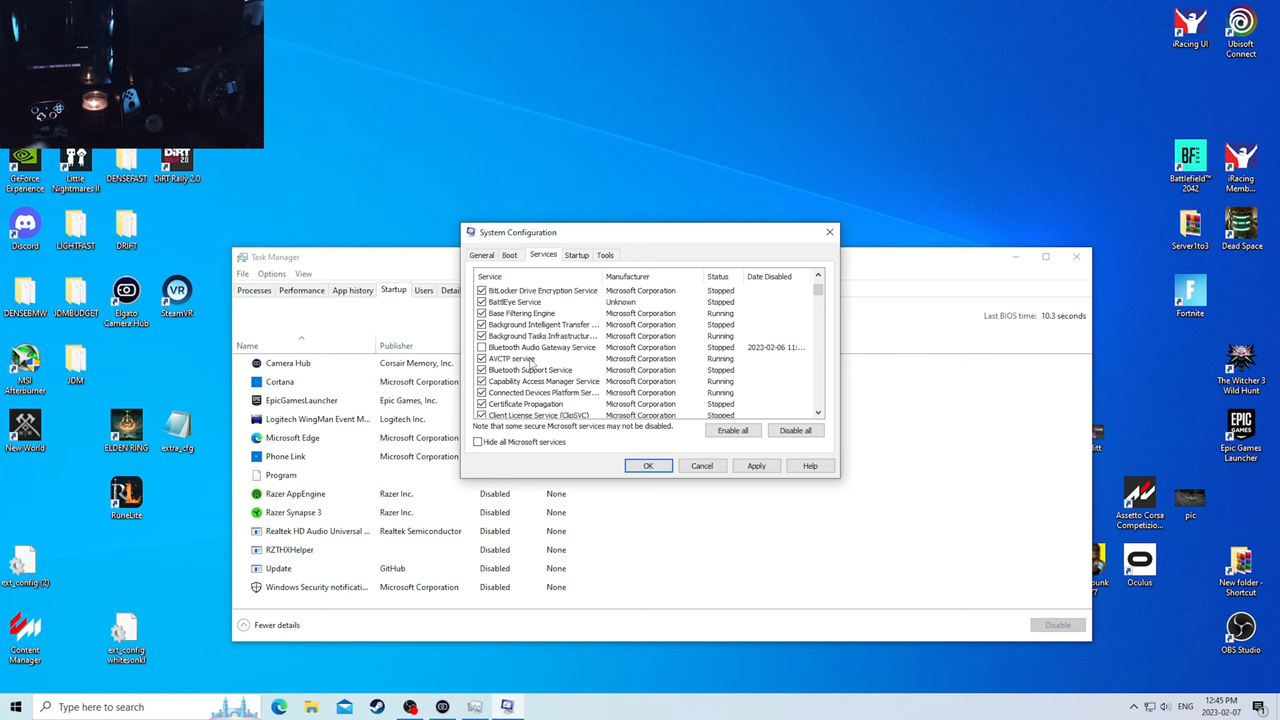 iRacing UI
Ubisoft
Connect
GeForce
Experience
Little
Nightmares II
DENSEFAST
DiRT Rally 2.0
Battlefield™
2042
iRacing
Memb...
Discord
LIGHTFAST
DRIFT
Server1to3
Dead Space
DENSEBMW
JDMBUDGET
Elgato
Camera Hub
SteamVR
Fortnite
MSI
Afterburner
JDM
The Witcher 3
Wild Hunt
New World
ELDEN RING
extra_cfg
Epic Games
Launcher
RuneLite
Assetto Corsa
Competizio...
pic
ext_config (2)
Oculus
New folder -
Shortcut
Content
Manager
ext_config
whitesonkl
OBS Studio
Task Manager
File Options View
Processes Performance App history Startup Users Detail
Last BIOS time: 10.3 seconds
Name Publisher
Camera Hub Corsair Memory, Inc.
Cortana Microsoft Corporation
EpicGamesLauncher Epic Games, Inc.
Logitech WingMan Event M... Logitech Inc.
Microsoft Edge Microsoft Corporation
Phone Link Microsoft Corporation
Program
Razer AppEngine Razer Inc. Disabled None
Razer Synapse 3 Razer Inc. Disabled None
Realtek HD Audio Universal ... Realtek Semiconductor Disabled None
RZTHXHelper Disabled None
Update GitHub Disabled None
Windows Security notificati... Microsoft Corporation Disabled None
Fewer details Disable
System Configuration
General Boot Services Startup Tools
Service Manufacturer Status Date Disabled
BitLocker Drive Encryption Service Microsoft Corporation Stopped
BattlEye Service Unknown Stopped
Base Filtering Engine Microsoft Corporation Running
Background Intelligent Transfer ... Microsoft Corporation Stopped
Background Tasks Infrastructur... Microsoft Corporation Running
Bluetooth Audio Gateway Service Microsoft Corporation Stopped 2023-02-06 11:...
AVCTP service Microsoft Corporation Running
Bluetooth Support Service Microsoft Corporation Stopped
Capability Access Manager Service Microsoft Corporation Running
Connected Devices Platform Ser... Microsoft Corporation Running
Certificate Propagation Microsoft Corporation Stopped
Client License Service (ClipSVC) Microsoft Corporation Stopped
Note that some secure Microsoft services may not be disabled.
Enable all Disable all
Hide all Microsoft services
OK Cancel Apply Help
Type here to search
ENG 12:45 PM
2023-02-07